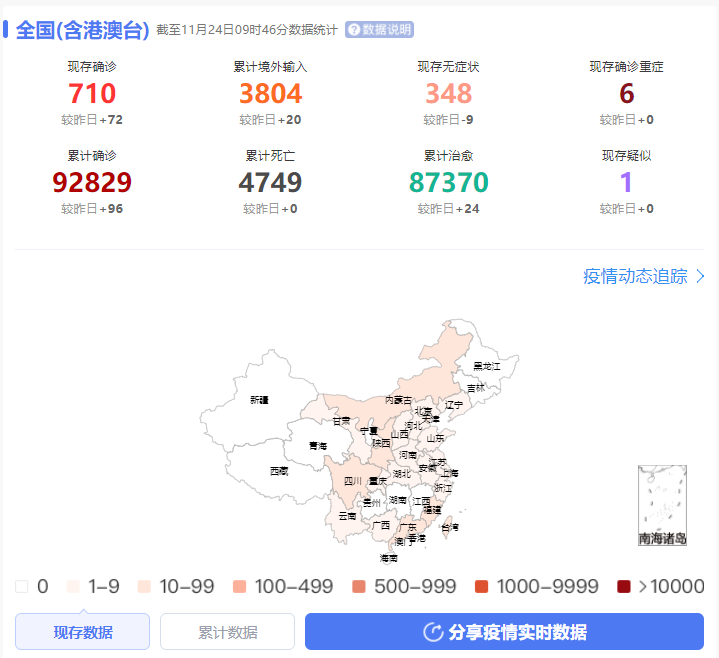 全国(含港澳台) 截至11月24日09时46分数据统计 ? 数据说明
现存确诊 累计境外输入 现存无症状 现存确诊重症
710 3804 348 6
较昨日+72 较昨日+20 较昨日-9 较昨日+0
累计确诊 累计死亡 累计治愈 现存疑似
92829 4749 87370 1
较昨日+96 较昨日+0 较昨日+24 较昨日+0
疫情动态追踪 >
黑龙江
吉林
新疆 内蒙古 辽宁
北京
天津
甘肃 河北
宁夏 山西 山东
青海 陕西
河南 江苏
西藏 安徽 上海
四川 重庆 湖北 浙江
贵州 湖南 江西
福建
云南 广西 广东 台湾
澳门 香港
南海诸岛
海南
0 1-9 10-99 100-499 500-999 1000-9999 >10000
现存数据 累计数据 分享疫情实时数据